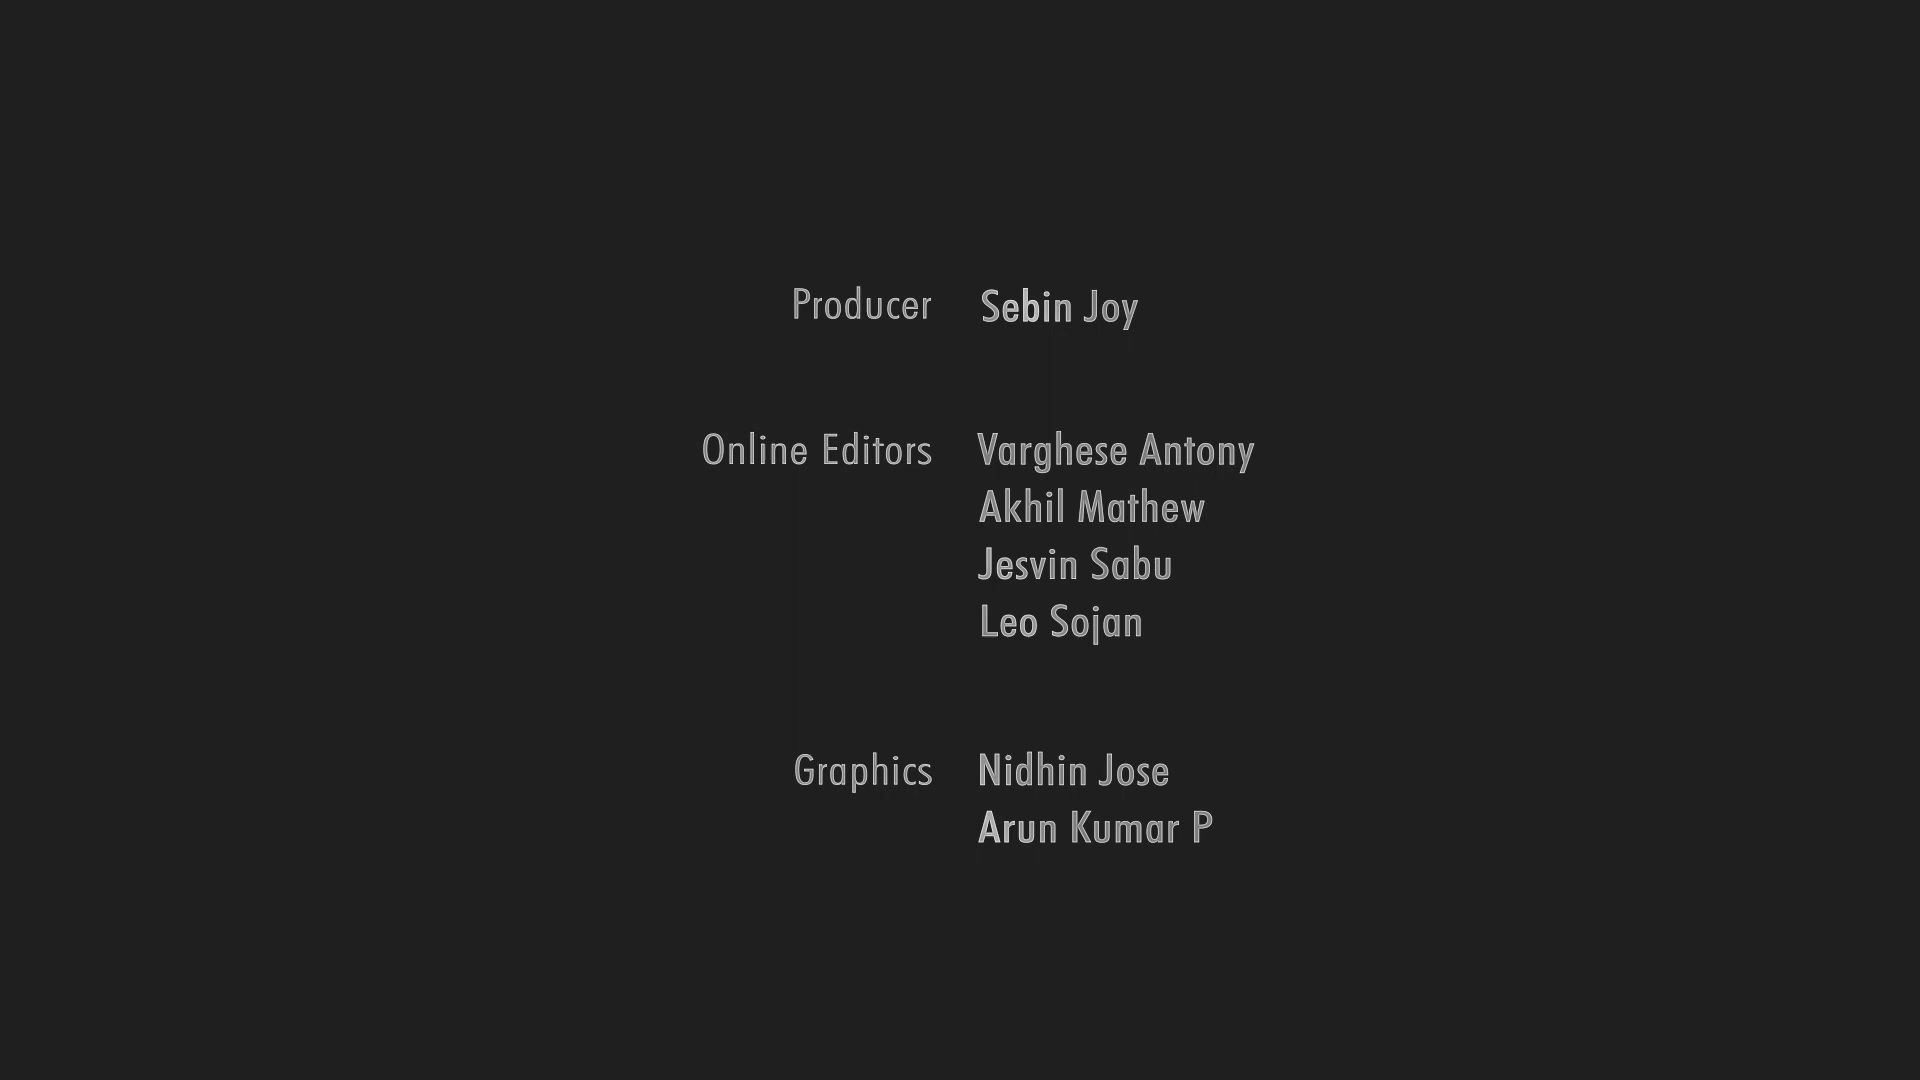 Producer Sebin Joy
Online Editors Varghese Antony
Akhil Mathew
Jesvin Sabu
Leo Sojan
Graphics Nidhin Jose
Arun Kumar P